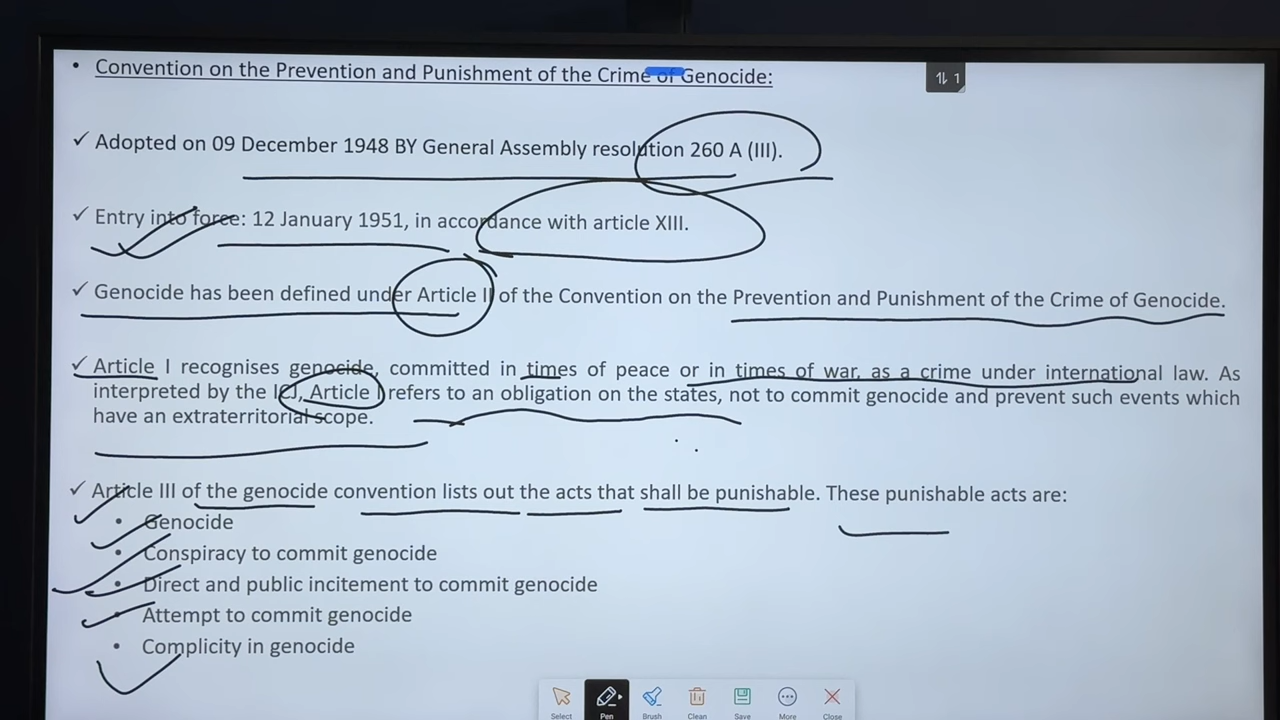 • Convention on the Prevention and Punishment of the Crime of Genocide:
1
✓ Adopted on 09 December 1948 BY General Assembly resolution 260 A (III).
✓ Entry into force: 12 January 1951, in accordance with article XIII.
✓ Genocide has been defined under Article II of the Convention on the Prevention and Punishment of the Crime of Genocide.
✓ Article I recognises genocide, committed in times of peace or in times of war, as a crime under international law. As
interpreted by the ICJ, Article I refers to an obligation on the states, not to commit genocide and prevent such events which
have an extraterritorial scope.
✓ Article III of the genocide convention lists out the acts that shall be punishable. These punishable acts are:
• Genocide
• Conspiracy to commit genocide
• Direct and public incitement to commit genocide
• Attempt to commit genocide
• Complicity in genocide
Select Pen Brush Clean Save More Close